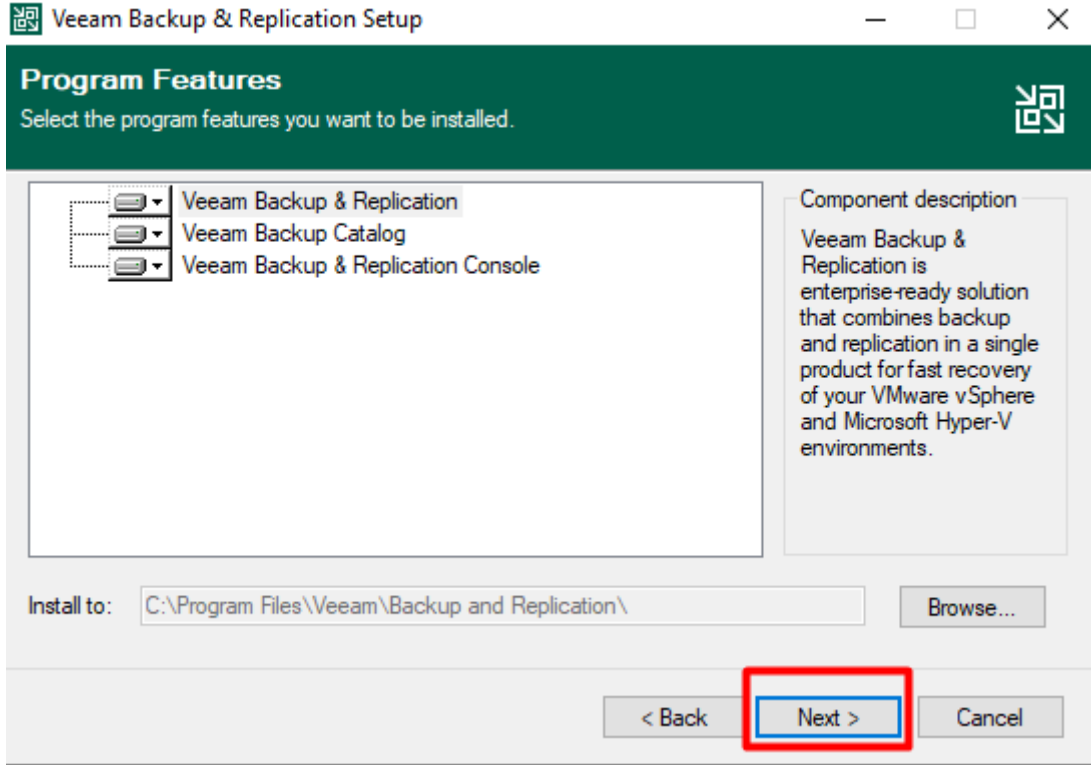 Veeam Backup & Replication Setup
Program Features
Select the program features you want to be installed.
Veeam Backup & Replication
Veeam Backup Catalog
Veeam Backup & Replication Console
Component description
Veeam Backup &
Replication is
enterprise-ready solution
that combines backup
and replication in a single
product for fast recovery
of your VMware vSphere
and Microsoft Hyper-V
environments.
Install to:
C:\Program Files\Veeam\Backup and Replication\
Browse...
< Back
Next >
Cancel